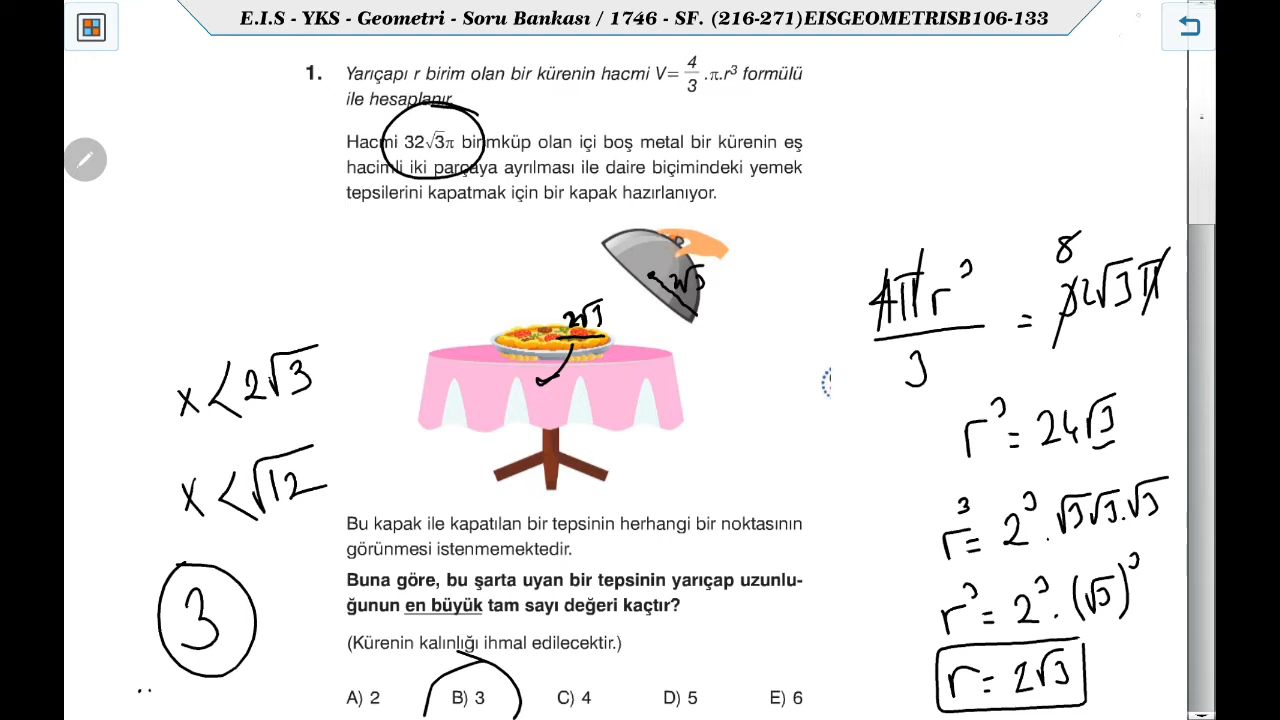 E.I.S - YKS - Geometri - Soru Bankası / 1746 - SF. (216-271)EISGEOMETRISB106-133
1. Yarıçapı r birim olan bir kürenin hacmi V= 4/3 .π.r³ formülü
ile hesaplanır.
Hacmi 32√3π birimküp olan içi boş metal bir kürenin eş
hacimli iki parçaya ayrılması ile daire biçimindeki yemek
tepsilerini kapatmak için bir kapak hazırlanıyor.
2√3
2√3
x < 2√3
x < √12
3
Bu kapak ile kapatılan bir tepsinin herhangi bir noktasının
görünmesi istenmemektedir.
Buna göre, bu şarta uyan bir tepsinin yarıçap uzunlu-
ğunun en büyük tam sayı değeri kaçtır?
(Kürenin kalınlığı ihmal edilecektir.)
A) 2 B) 3 C) 4 D) 5 E) 6
8
4πr³/3 = 32√3π
r³ = 24√3
r³ = 2³ . √3√3.√3
r³ = 2³ . (√3)³
r = 2√3